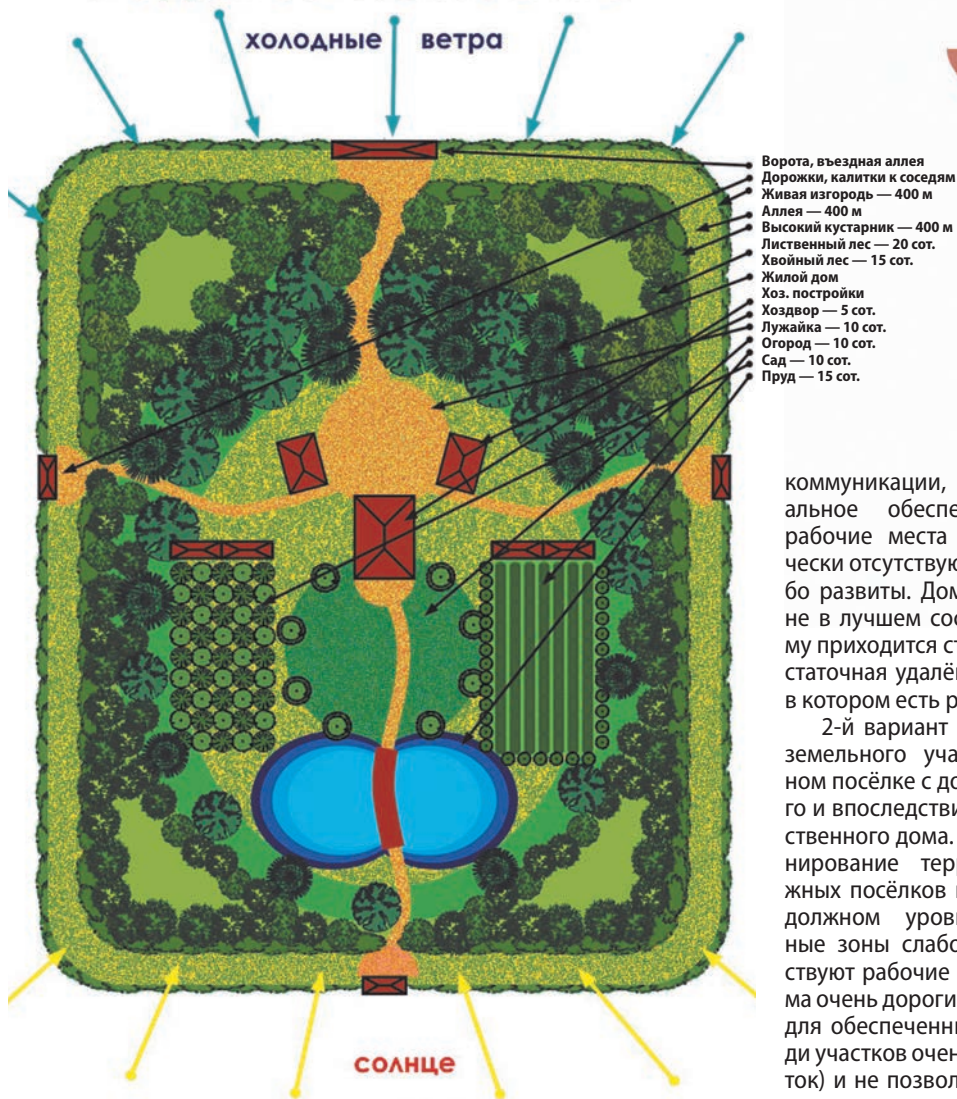 холодные ветра
Ворота, въездная аллея
Дорожки, калитки к соседям
Живая изгородь — 400 м
Аллея — 400 м
Высокий кустарник — 400 м
Лиственный лес — 20 сот.
Хвойный лес — 15 сот.
Жилой дом
Хоз. постройки
Хоздвор — 5 сот.
Лужайка — 10 сот.
Огород — 10 сот.
Сад — 10 сот.
Пруд — 15 сот.
солнце
коммуникации,
альное обеспе
рабочие места
чески отсутствую
бо развиты. Дом
не в лучшем сос
му приходится ст
статочная удалён
в котором есть р
2-й вариант
земельного уча
ном посёлке с до
го и впоследстви
ственного дома.
нирование терр
жных посёлков
должном уров
ные зоны слабо
ствуют рабочие
ма очень дороги
для обеспеченн
ди участков очен
ток) и не позвол